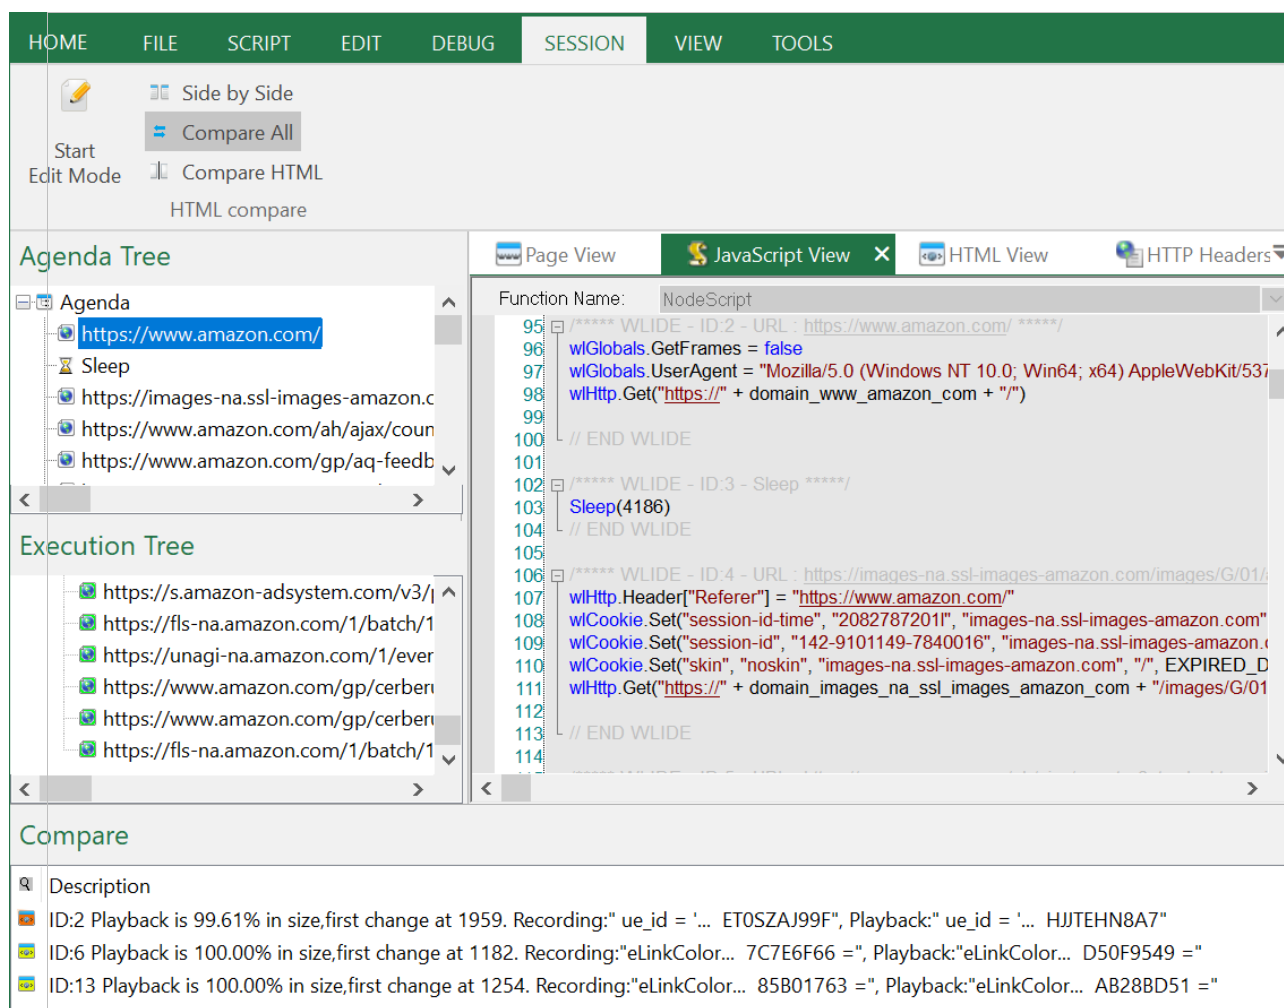 HOME FILE SCRIPT EDIT DEBUG SESSION VIEW TOOLS
Start
Edit Mode
Side by Side
Compare All
Compare HTML
HTML compare
Agenda Tree
Agenda
https://www.amazon.com/
Sleep
https://images-na.ssl-images-amazon.c
https://www.amazon.com/ah/ajax/coun
https://www.amazon.com/gp/aq-feedb
Execution Tree
https://s.amazon-adsystem.com/v3/
https://fls-na.amazon.com/1/batch/1
https://unagi-na.amazon.com/1/ever
https://www.amazon.com/gp/cerberu
https://www.amazon.com/gp/cerberu
https://fls-na.amazon.com/1/batch/1
Page View JavaScript View HTML View HTTP Headers
Function Name: NodeScript
95 /***** WLIDE - ID:2 - URL : https://www.amazon.com/ *****/
96 wlGlobals.GetFrames = false
97 wlGlobals.UserAgent = "Mozilla/5.0 (Windows NT 10.0; Win64; x64) AppleWebKit/537
98 wlHttp.Get("https://" + domain_www_amazon_com + "/")
99
100 // END WLIDE
101
102 /***** WLIDE - ID:3 - Sleep *****/
103 Sleep(4186)
104 // END WLIDE
105
106 /***** WLIDE - ID:4 - URL : https://images-na.ssl-images-amazon.com/images/G/01/
107 wlHttp.Header["Referer"] = "https://www.amazon.com/"
108 wlCookie.Set("session-id-time", "2082787201l", "images-na.ssl-images-amazon.com"
109 wlCookie.Set("session-id", "142-9101149-7840016", "images-na.ssl-images-amazon.
110 wlCookie.Set("skin", "noskin", "images-na.ssl-images-amazon.com", "/", EXPIRED_D
111 wlHttp.Get("https://" + domain_images_na_ssl_images_amazon_com + "/images/G/01
112
113 // END WLIDE
114
Compare
Description
ID:2 Playback is 99.61% in size,first change at 1959. Recording:" ue_id = '... ET0SZAJ99F", Playback:" ue_id = '... HJJTEHN8A7"
ID:6 Playback is 100.00% in size,first change at 1182. Recording:"eLinkColor... 7C7E6F66 =", Playback:"eLinkColor... D50F9549 ="
ID:13 Playback is 100.00% in size,first change at 1254. Recording:"eLinkColor... 85B01763 =", Playback:"eLinkColor... AB28BD51 ="